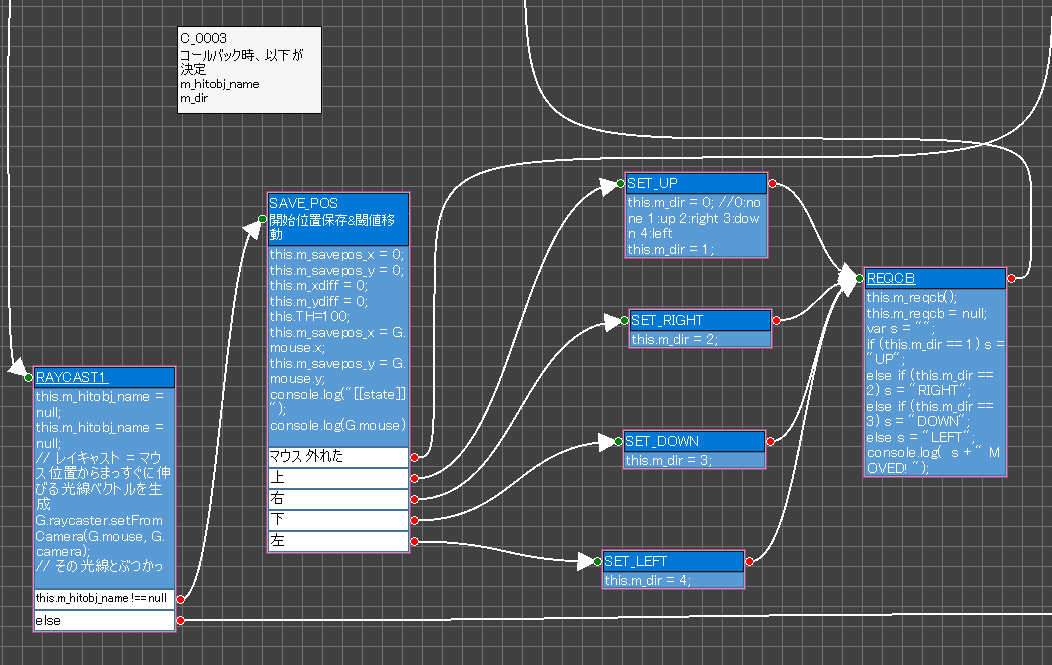 C_0003
コールバック時、以下が
決定
m_hitobj_name
m_dir
RAYCAST1
this.m_hitobj_name =
null;
this.m_hitobj_name =
null;
// レイキャスト = マウ
ス位置からまっすぐに伸
びる光線ベクトルを生
成
G.raycaster.setFrom
Camera(G.mouse, G.
camera);
// その光線とぶつかっ
this.m_hitobj_name !== null
else
SAVE_POS
開始位置保存&閾値移
動
this.m_savepos_x = 0;
this.m_savepos_y = 0;
this.m_xdiff = 0;
this.m_ydiff = 0;
this.TH=100;
this.m_savepos_x = G.
mouse.x;
this.m_savepos_y = G.
mouse.y;
console.log("[[state]]
");
console.log(G.mouse)
マウス 外れた
上
右
下
左
SET_UP
this.m_dir = 0; //0:no
ne 1:up 2:right 3:dow
n 4:left
this.m_dir = 1;
SET_RIGHT
this.m_dir = 2;
SET_DOWN
this.m_dir = 3;
SET_LEFT
this.m_dir = 4;
REQCB
this.m_reqcb();
this.m_reqcb = null;
var s = "";
if (this.m_dir == 1) s =
"UP";
else if (this.m_dir ==
2) s = "RIGHT";
else if (this.m_dir ==
3) s = "DOWN";
else s = "LEFT";
console.log( s + " M
OVED! ");